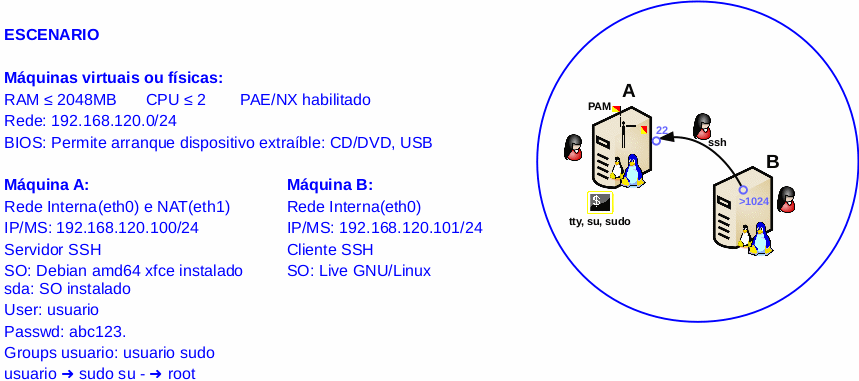 ESCENARIO
Máquinas virtuais ou físicas:
RAM ≤ 2048MB CPU ≤ 2 PAE/NX habilitado
Rede: 192.168.120.0/24
BIOS: Permite arranque dispositivo extraíble: CD/DVD, USB
Máquina A:
Rede Interna(eth0) e NAT(eth1)
IP/MS: 192.168.120.100/24
Servidor SSH
SO: Debian amd64 xfce instalado
sda: SO instalado
User: usuario
Passwd: abc123.
Groups usuario: usuario sudo
usuario ➔ sudo su - ➔ root
Máquina B:
Rede Interna(eth0)
IP/MS: 192.168.120.101/24
Cliente SSH
SO: Live GNU/Linux
A
PAM
22
ssh
B
>1024
$
tty, su, sudo